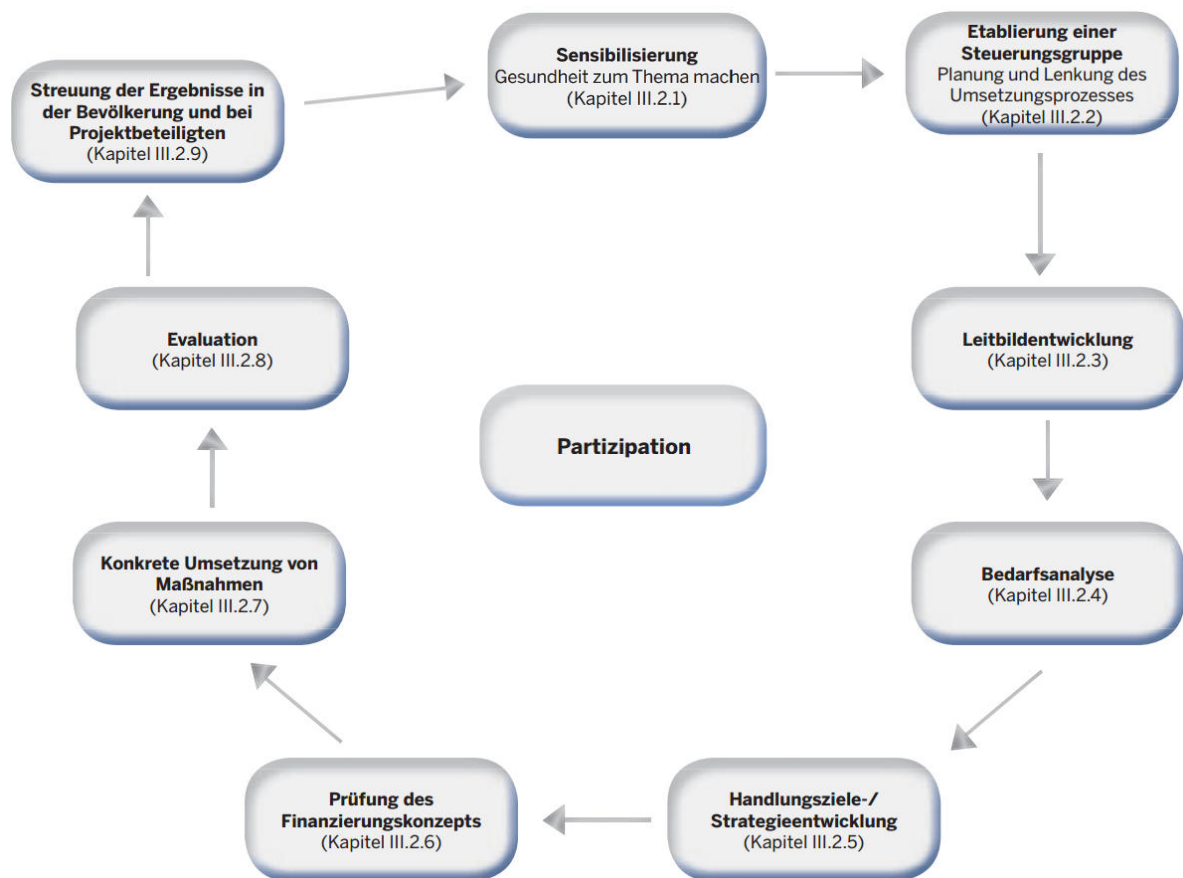 Sensibilisierung
Gesundheit zum Thema machen
(Kapitel III.2.1)
Etablierung einer
Steuerungsgruppe
Planung und Lenkung des
Umsetzungsprozesses
(Kapitel III.2.2)
Leitbildentwicklung
(Kapitel III.2.3)
Bedarfsanalyse
(Kapitel III.2.4)
Handlungsziele-/
Strategieentwicklung
(Kapitel III.2.5)
Prüfung des
Finanzierungskonzepts
(Kapitel III.2.6)
Konkrete Umsetzung von
Maßnahmen
(Kapitel III.2.7)
Evaluation
(Kapitel III.2.8)
Streuung der Ergebnisse in
der Bevölkerung und bei
Projektbeteiligten
(Kapitel III.2.9)
Partizipation